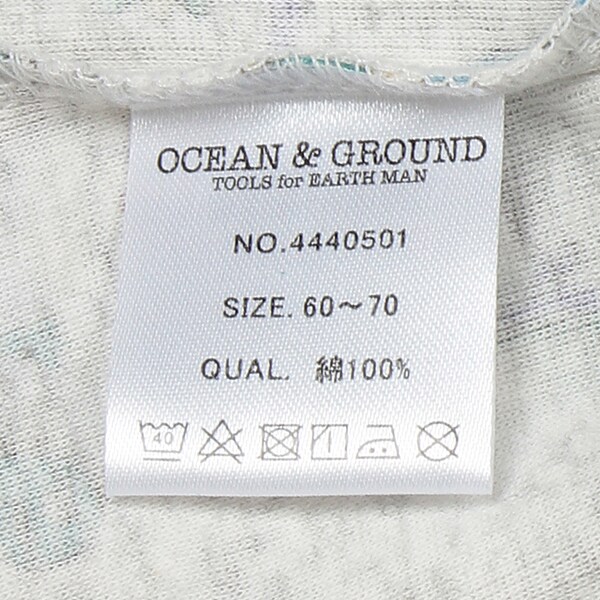 OCEAN & GROUND
TOOLS for EARTH MAN
NO.4440501
SIZE. 60〜70
QUAL. 綿100%
40